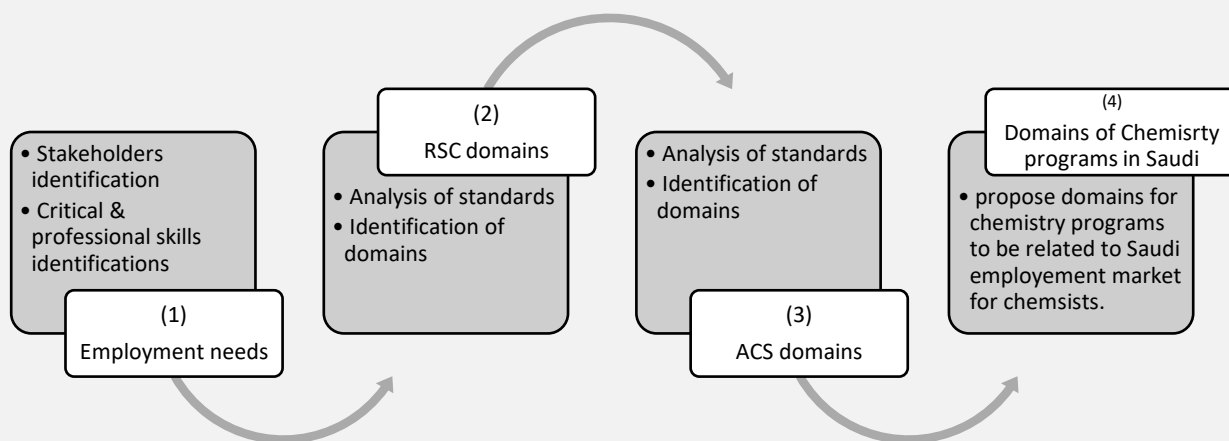 • Stakeholders
identification
• Critical &
professional skills
identifications
(1)
Employment needs
(2)
RSC domains
• Analysis of standards
• Identification of
domains
• Analysis of standards
• Identification of
domains
(3)
ACS domains
(4)
Domains of Chemisrty
programs in Saudi
• propose domains for
chemistry programs
to be related to Saudi
employement market
for chemsists.